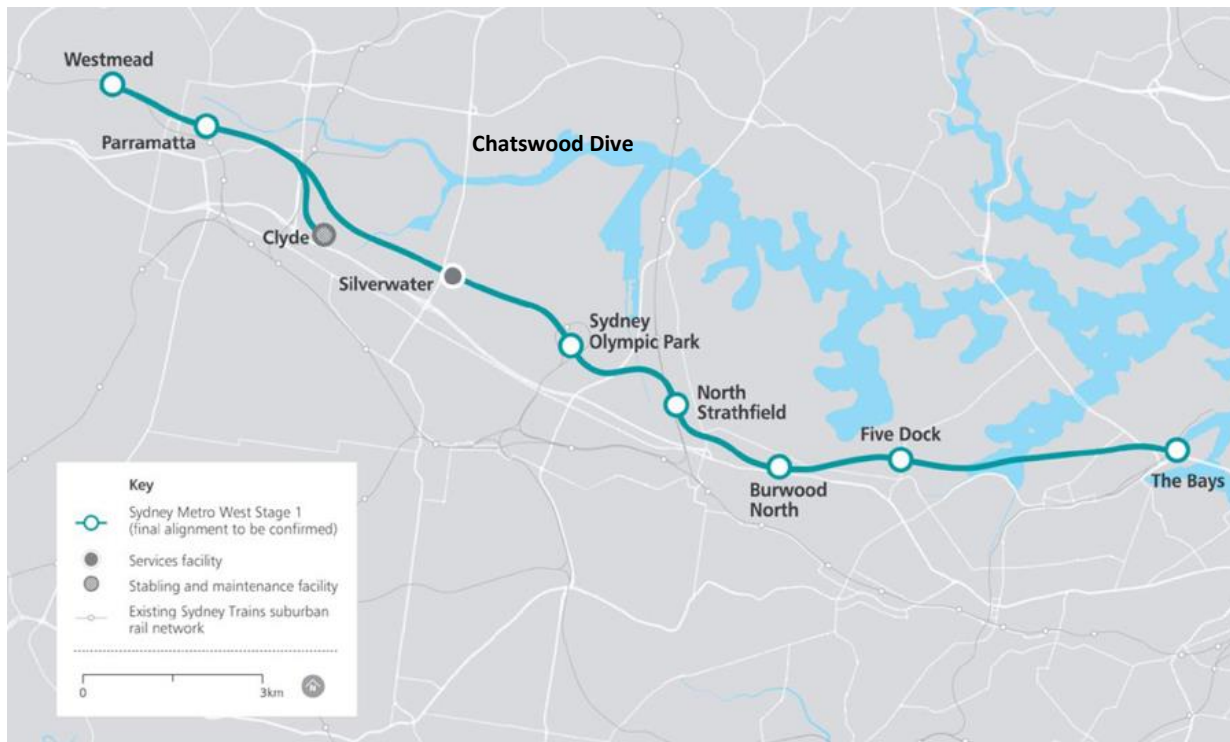 Westmead
Parramatta
Chatswood Dive
Clyde
Silverwater
Sydney
Olympic Park
North
Strathfield
Five Dock
Burwood
North
The Bays
Key
Sydney Metro West Stage 1
(final alignment to be confirmed)
Services facility
Stabling and maintenance facility
Existing Sydney Trains suburban
rail network
0
3km
N